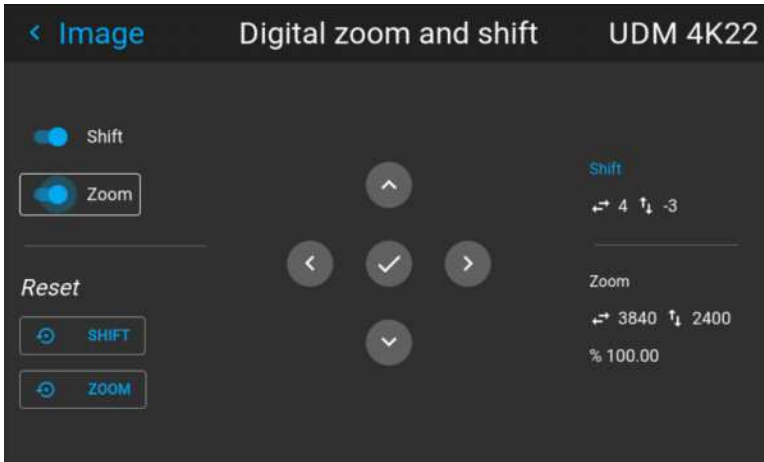 Image
Digital zoom and shift
UDM 4K22
Shift
Zoom
Reset
SHIFT
ZOOM
Shift
4 -3
Zoom
3840 2400
% 100.00